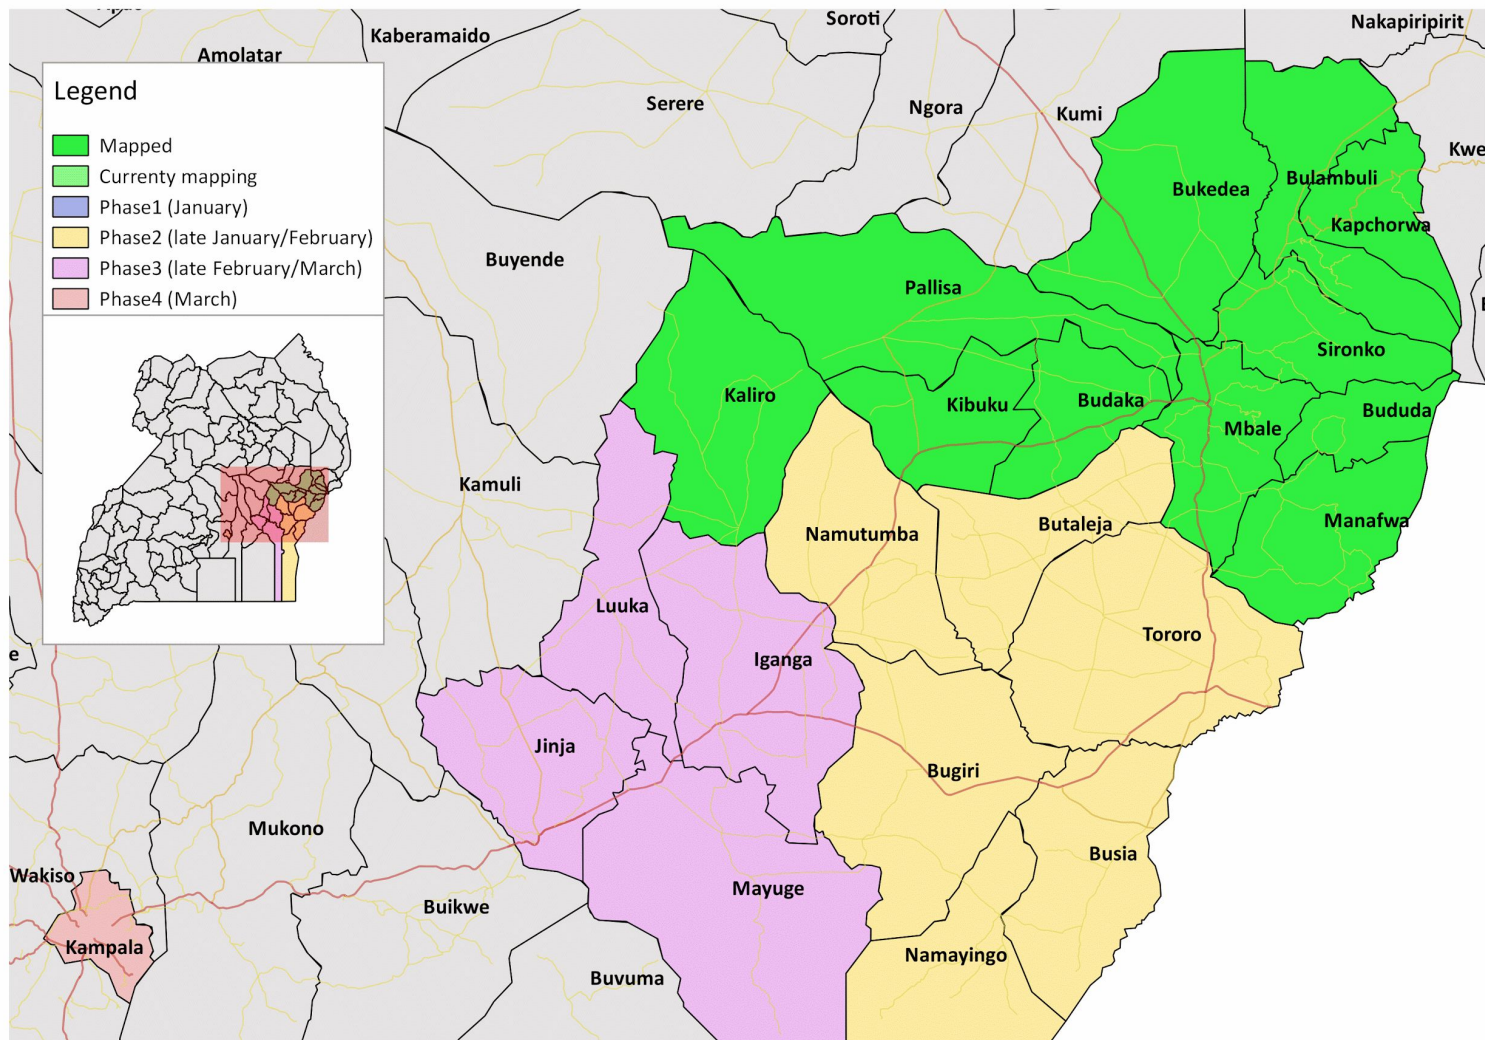 Soroti
Nakapiripirit
Kaberamaido
Amolatar
Legend
Mapped
Currenty mapping
Phase1 (January)
Phase2 (late January/February)
Phase3 (late February/March)
Phase4 (March)
Serere
Ngora
Kumi
Kwe
Bukedea
Bulambuli
Kapchorwa
Buyende
Pallisa
Sironko
Kaliro
Kibuku
Budaka
Mbale
Bududa
Kamuli
Namutumba
Butaleja
Manafwa
Luuka
Iganga
Tororo
e
Jinja
Bugiri
Mukono
Busia
Wakiso
Mayuge
Buikwe
Kampala
Namayingo
Buvuma